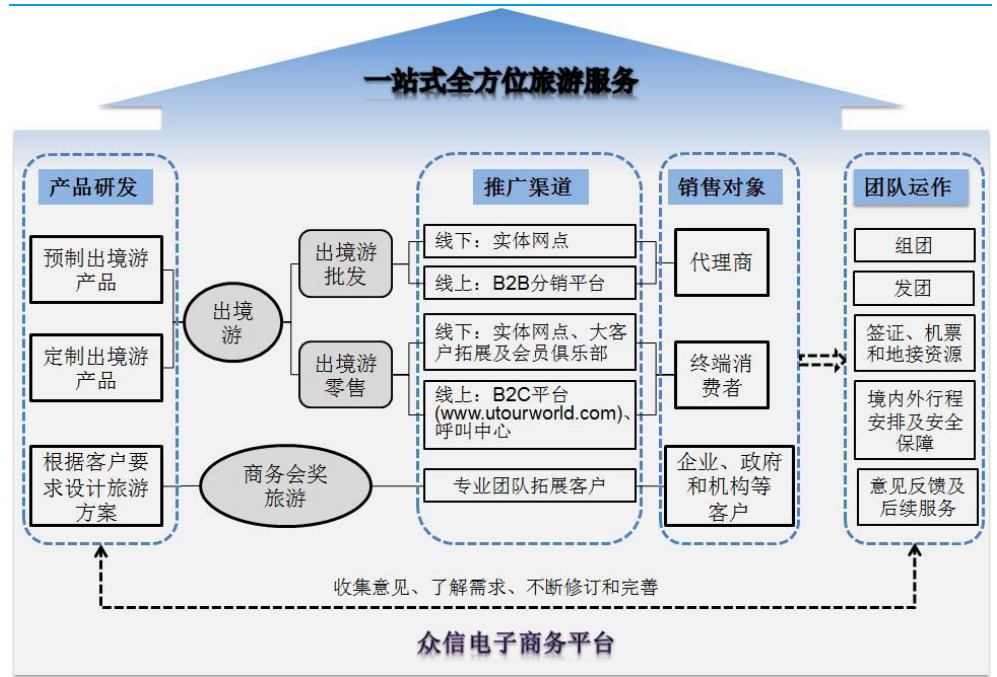 一站式全方位旅游服务
产品研发
预制出境游
产品
定制出境游
产品
根据客户要
求设计旅游
方案
出境
游
商务会奖
旅游
出境游
批发
出境游
零售
推广渠道
线下：实体网点
线上：B2B分销平台
线下：实体网点、大客
户拓展及会员俱乐部
线上：B2C平台
(www.utourworld.com)、
呼叫中心
专业团队拓展客户
销售对象
代理商
终端消
费者
企业、政府
和机构等
客户
团队运作
组团
发团
签证、机票
和地接资源
境内外行程
安排及安全
保障
意见反馈及
后续服务
收集意见、了解需求、不断修订和完善
众信电子商务平台